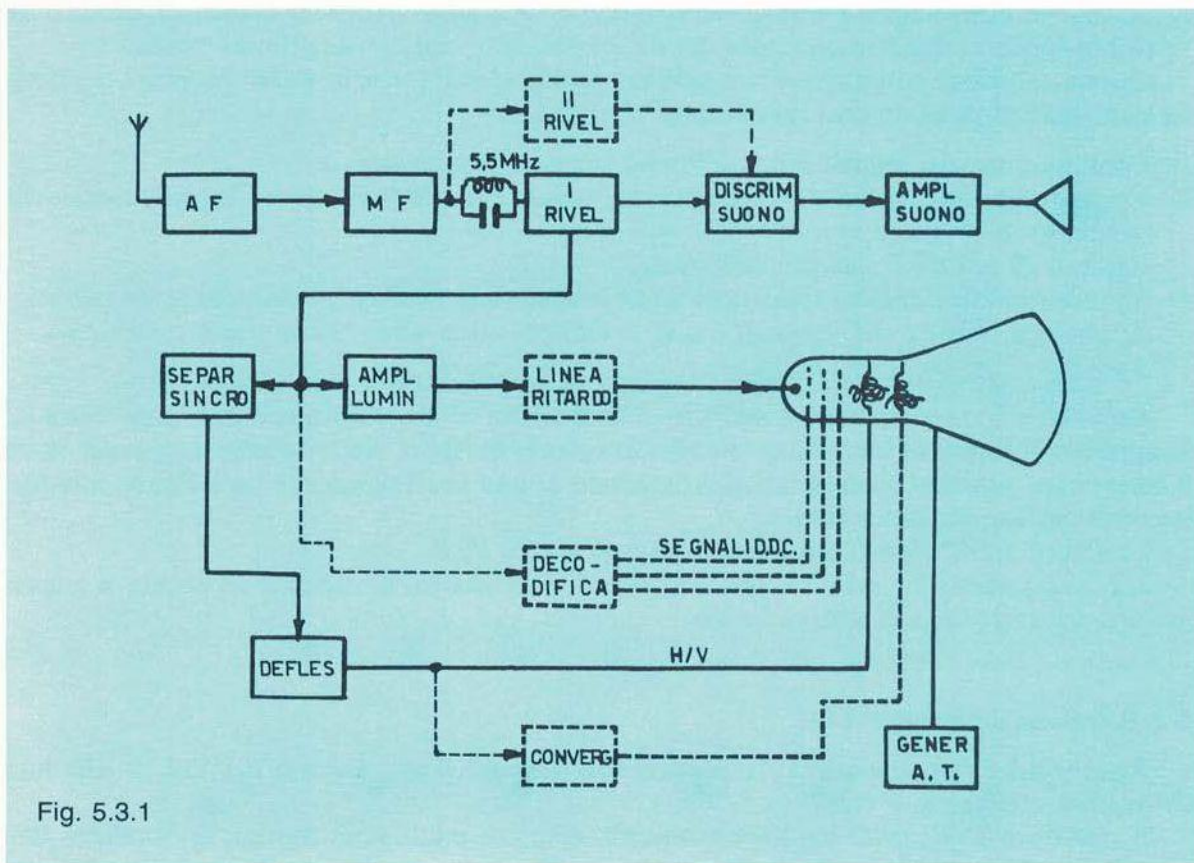 II
RIVEL
5,5MHz
A F
M F
I
RIVEL
DISCRIM
SUONO
AMPL
SUONO
SEPAR
SINCRO
AMPL
LUMIN
LINEA
RITARDO
SEGNALI D.D.C.
DECO-
DIFICA
H/V
DEFLES
CONVERG
GENER
A.T.
Fig. 5.3.1